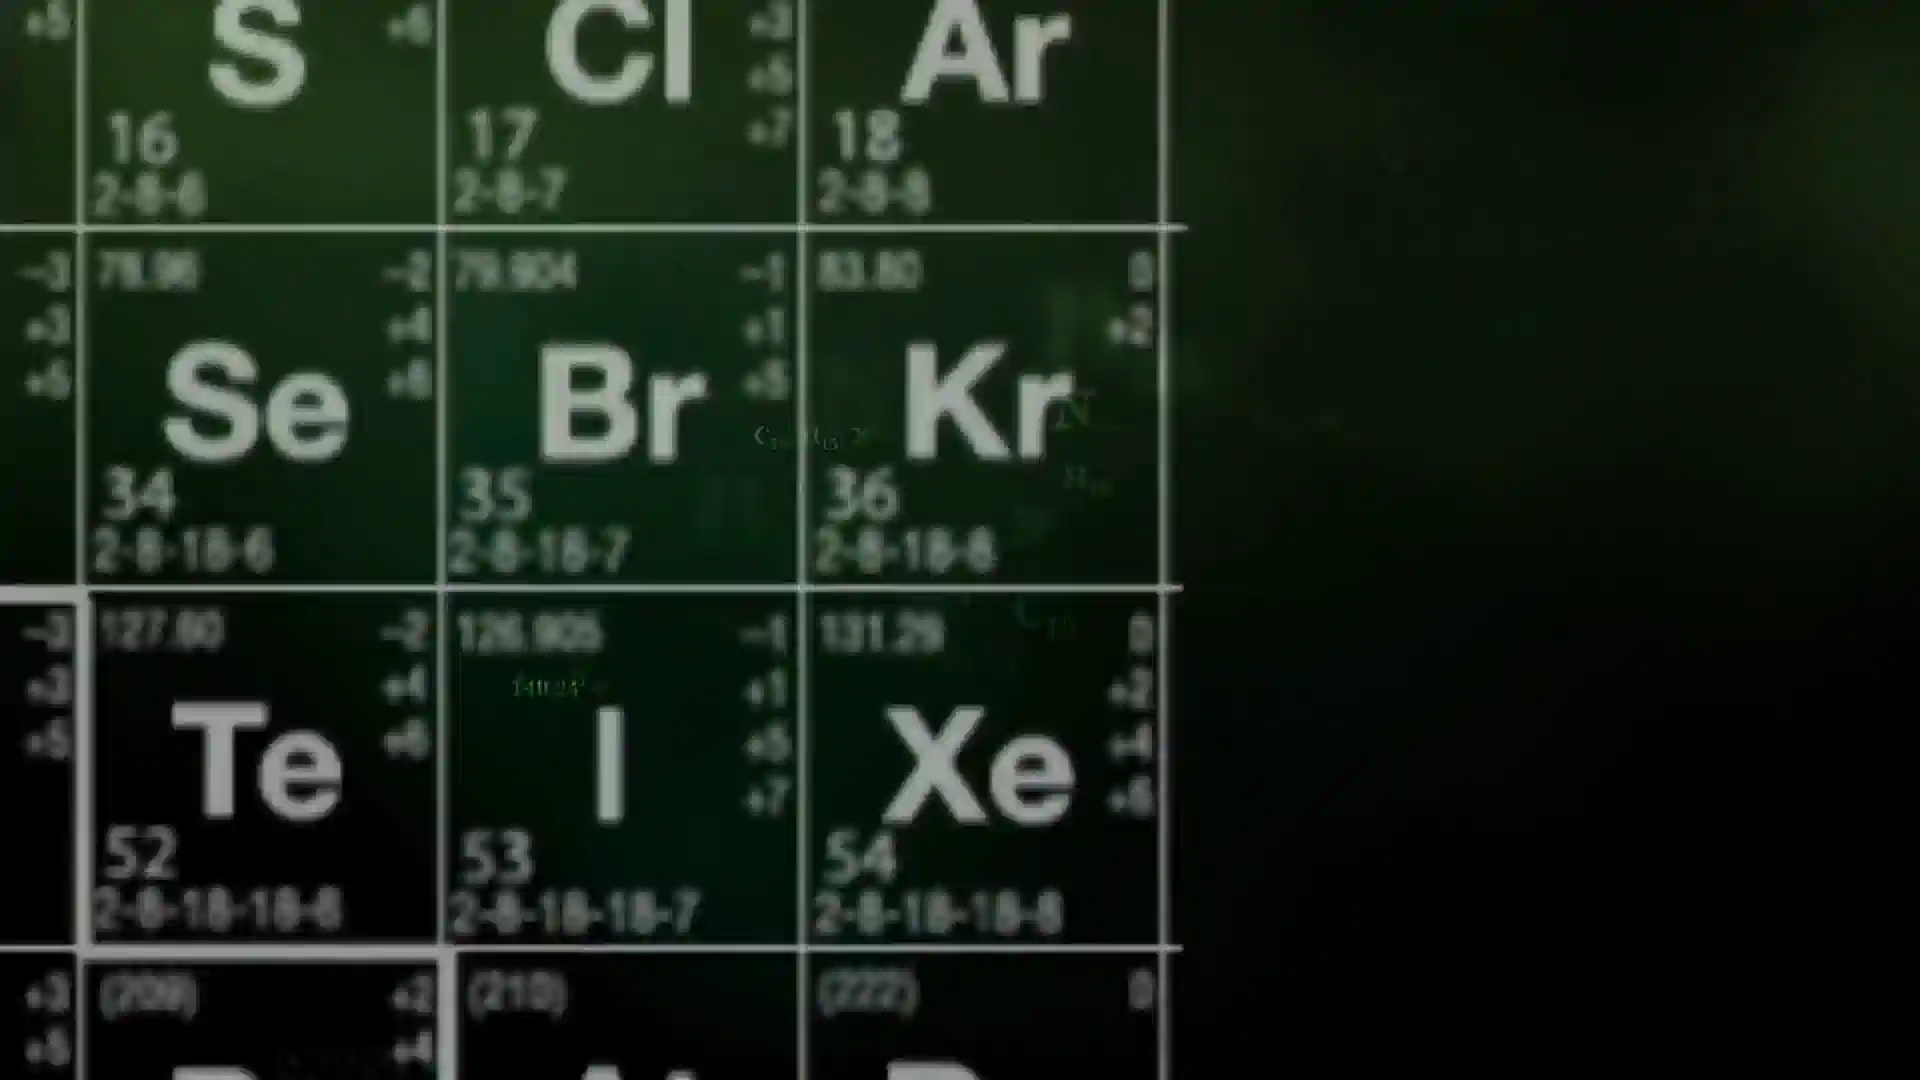 +5 S +6 Cl +3 Ar
+5
16 17 +7 18
2-8-6 2-8-7 2-8-8
-3 78.96 -2 79.904 -1 83.80 0
+3 +4 +1 +2
+5 Se +6 Br +5 Kr N
34 35 36
2-8-18-6 2-8-18-7 2-8-18-8
-3 127.60 -2 126.905 -1 131.29 0
+3 +4 +1 +2
+5 Te +6 I +5 Xe +4
+7 +6
52 53 54
2-8-18-18-6 2-8-18-18-7 2-8-18-18-8
+3 (209) +2 (210) (222) 0
+5 +4